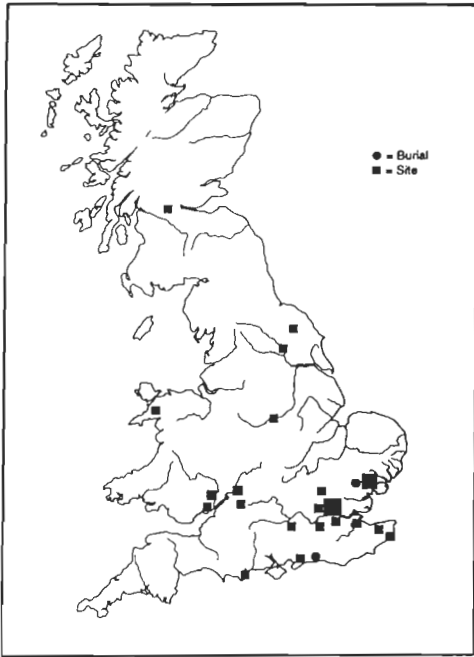 ● = Burial
■ = Site